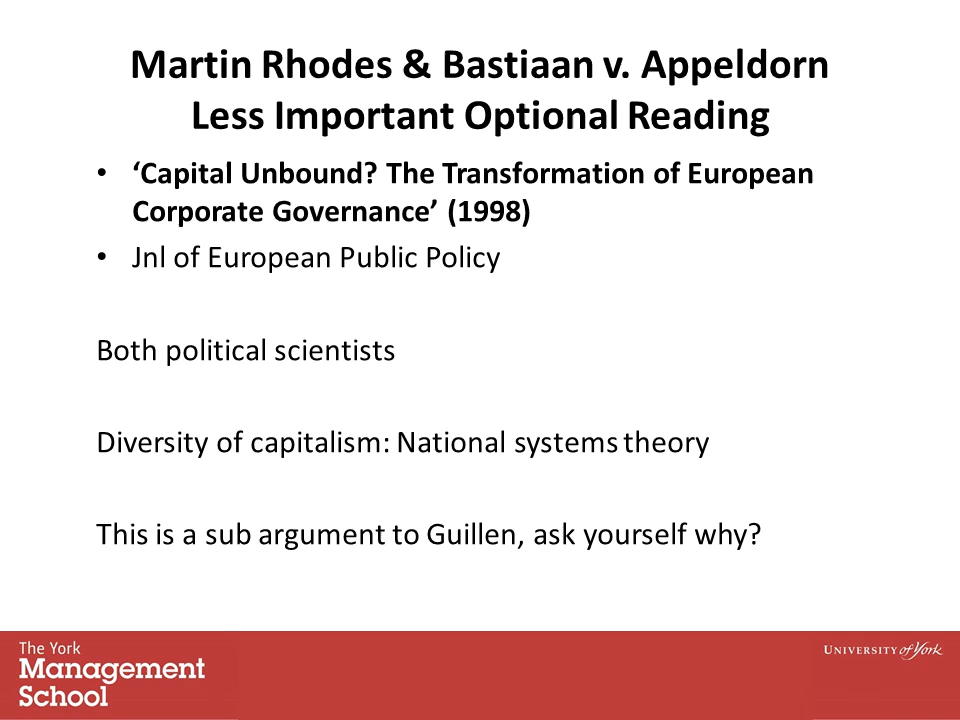 Martin Rhodes & Bastiaan v. Appeldorn
Less Important Optional Reading
• ‘Capital Unbound? The Transformation of European
Corporate Governance’ (1998)
• Jnl of European Public Policy
Both political scientists
Diversity of capitalism: National systems theory
This is a sub argument to Guillen, ask yourself why?
The York
Management
School
UNIVERSITY of York